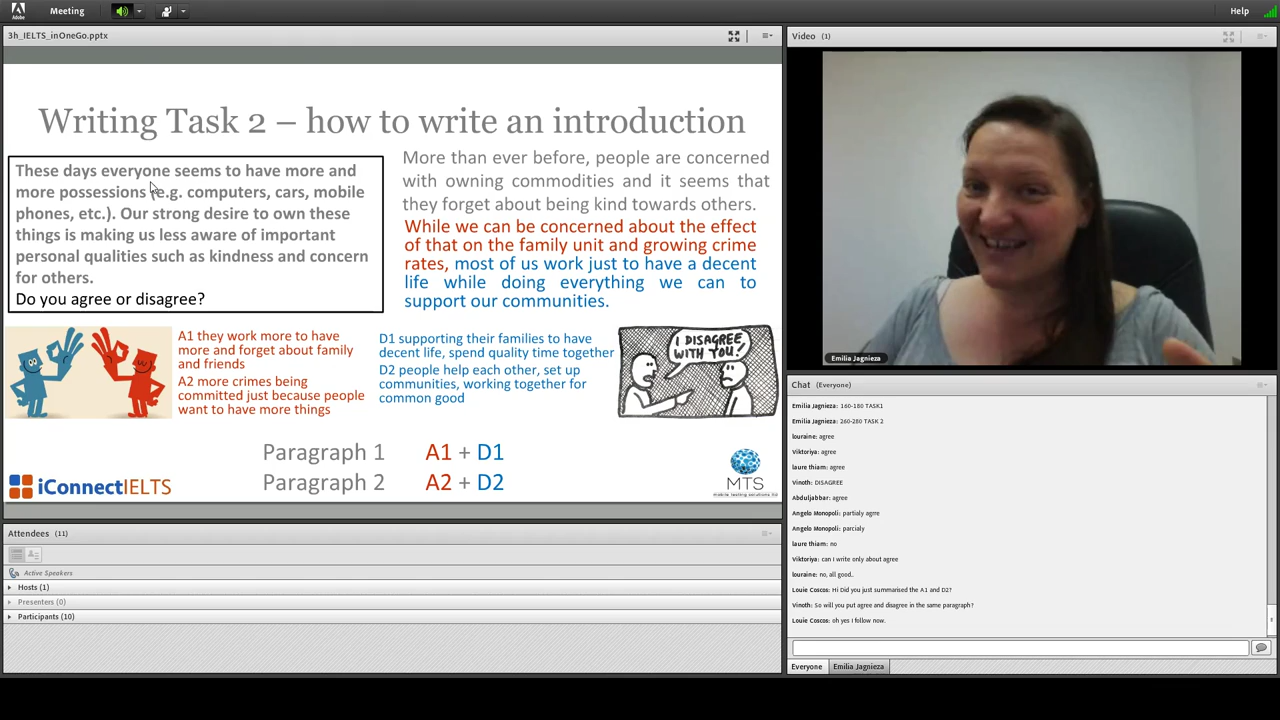 Adobe
Meeting
Help
3h_IELTS_inOneGo.pptx
Writing Task 2 – how to write an introduction
These days everyone seems to have more and
more possessions (e.g. computers, cars, mobile
phones, etc.). Our strong desire to own these
things is making us less aware of important
personal qualities such as kindness and concern
for others.
Do you agree or disagree?
More than ever before, people are concerned
with owning commodities and it seems that
they forget about being kind towards others.
While we can be concerned about the effect
of that on the family unit and growing crime
rates, most of us work just to have a decent
life while doing everything we can to
support our communities.
A1 they work more to have
more and forget about family
and friends
A2 more crimes being
committed just because people
want to have more things
D1 supporting their families to have
decent life, spend quality time together
D2 people help each other, set up
communities, working together for
common good
I DISAGREE
WITH YOU!
Paragraph 1 A1 + D1
Paragraph 2 A2 + D2
iConnectIELTS
MTS
mobile testing solutions ltd
Attendees (11)
Active Speakers
Hosts (1)
Presenters (0)
Participants (10)
Video (1)
Emilia Jagnieza
Chat (Everyone)
Emilia Jagnieza: 160-180 TASK1
Emilia Jagnieza: 260-280 TASK 2
louraine: agree
Viktoriya: agree
laure thiam: agree
Vinoth: DISAGREE
Abduljabbar: agree
Angelo Monopoli: partialy agrre
Angelo Monopoli: parcialy
laure thiam: no
Viktoriya: can I write only about agree
louraine: no, all good..
Louie Coscos: Hi Did you just summarised the A1 and D2?
Vinoth: So will you put agree and disagree in the same paragraph?
Louie Coscos: oh yes I follow now.
Everyone
Emilia Jagnieza